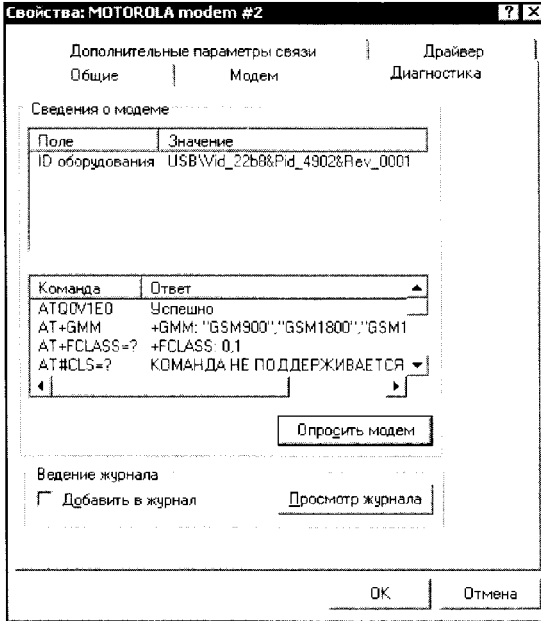 Свойства: MOTOROLA modem #2
Дополнительные параметры связи Драйвер
Общие Модем Диагностика
Сведения о модеме
Поле Значение
ID оборудования USB\Vid_22b8&Pid_4902&Rev_0001
Команда Ответ
ATQ0V1E0 Успешно
AT+GMM +GMM: "GSM900","GSM1800","GSM1
AT+FCLASS=? +FCLASS: 0,1
AT#CLS=? КОМАНДА НЕ ПОДДЕРЖИВАЕТСЯ
Опросить модем
Ведение журнала
Добавить в журнал Просмотр журнала
OK Отмена